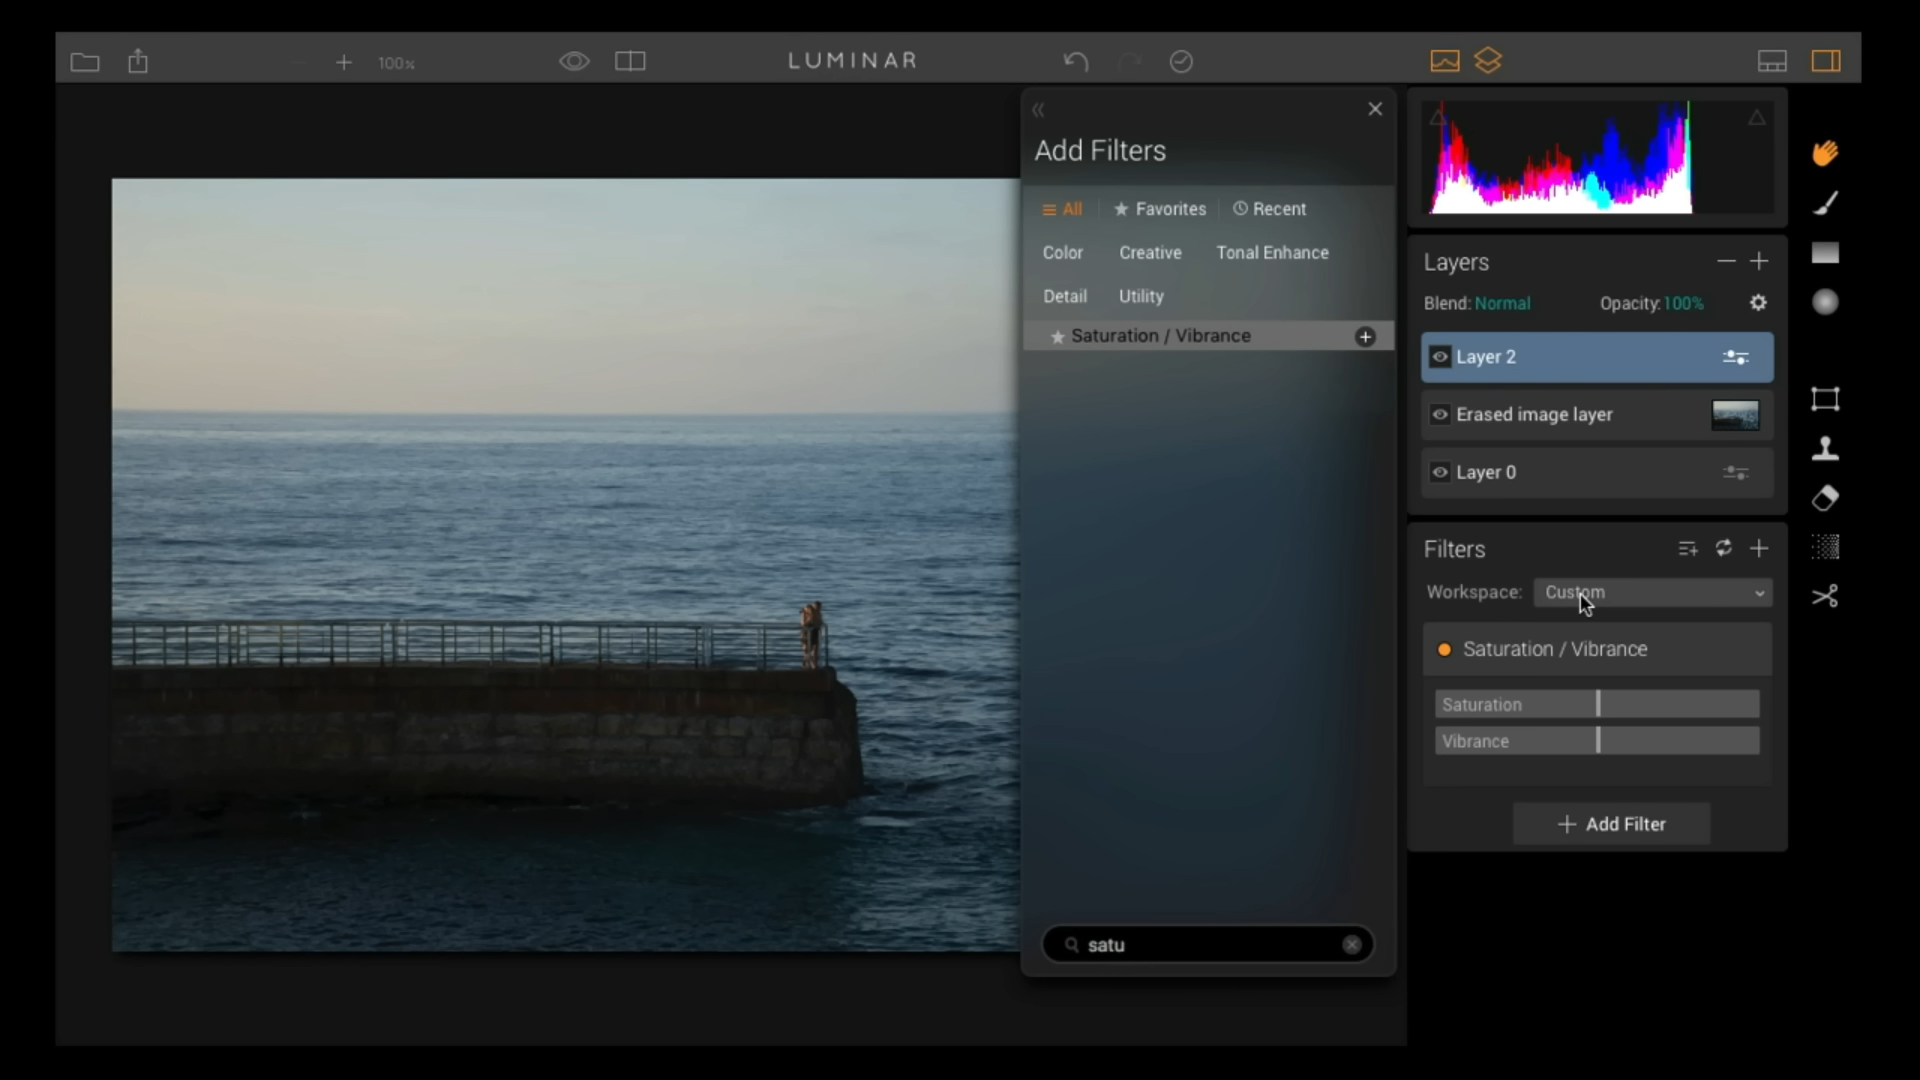 100%
LUMINAR
Add Filters
All
Favorites
Recent
Color
Creative
Tonal Enhance
Detail
Utility
Saturation / Vibrance
satu
Layers
Blend: Normal
Opacity: 100%
Layer 2
Erased image layer
Layer 0
Filters
Workspace: Custom
Saturation / Vibrance
Saturation
Vibrance
Add Filter